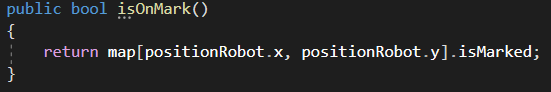 public bool isOnMark()
{
return map[positionRobot.x, positionRobot.y].isMarked;
}